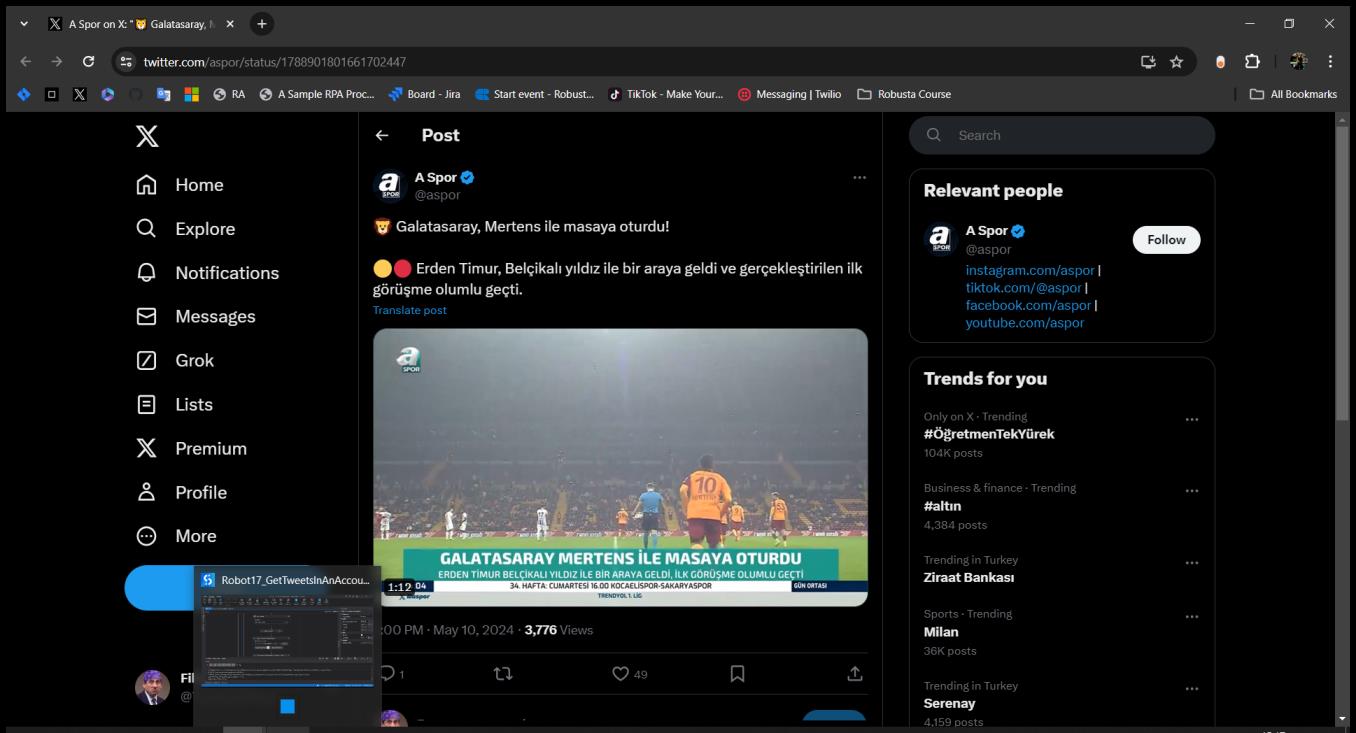 A Spor on X: "🦁 Galatasaray, M
twitter.com/aspor/status/1788901801661702447
RA
A Sample RPA Proc...
Board - Jira
Start event - Robust...
TikTok - Make Your...
Messaging | Twilio
Robusta Course
All Bookmarks
Home
Explore
Notifications
Messages
Grok
Lists
Premium
Profile
More
Robot17_GetTweetsInAnAccou...
Fil
@
Post
A Spor
@aspor
🦁 Galatasaray, Mertens ile masaya oturdu!
🟡🔴 Erden Timur, Belçikalı yıldız ile bir araya geldi ve gerçekleştirilen ilk
görüşme olumlu geçti.
Translate post
a
SPOR
10
MERTENS
GALATASARAY MERTENS İLE MASAYA OTURDU
ERDEN TİMUR BELÇİKALI YILDIZ İLE BİR ARAYA GELDİ, İLK GÖRÜŞME OLUMLU GEÇTİ
1:12
04
34. HAFTA: CUMARTESİ 16.00 KOCAELİSPOR-SAKARYASPOR
GÜN ORTASI
aspor
TRENDYOL 1. LİG
:00 PM · May 10, 2024 · 3,776 Views
1
49
Search
Relevant people
A Spor
@aspor
Follow
instagram.com/aspor |
tiktok.com/@aspor |
facebook.com/aspor |
youtube.com/aspor
Trends for you
Only on X · Trending
#ÖğretmenTekYürek
104K posts
Business & finance · Trending
#altın
4,384 posts
Trending in Turkey
Ziraat Bankası
Sports · Trending
Milan
36K posts
Trending in Turkey
Serenay
4,159 posts